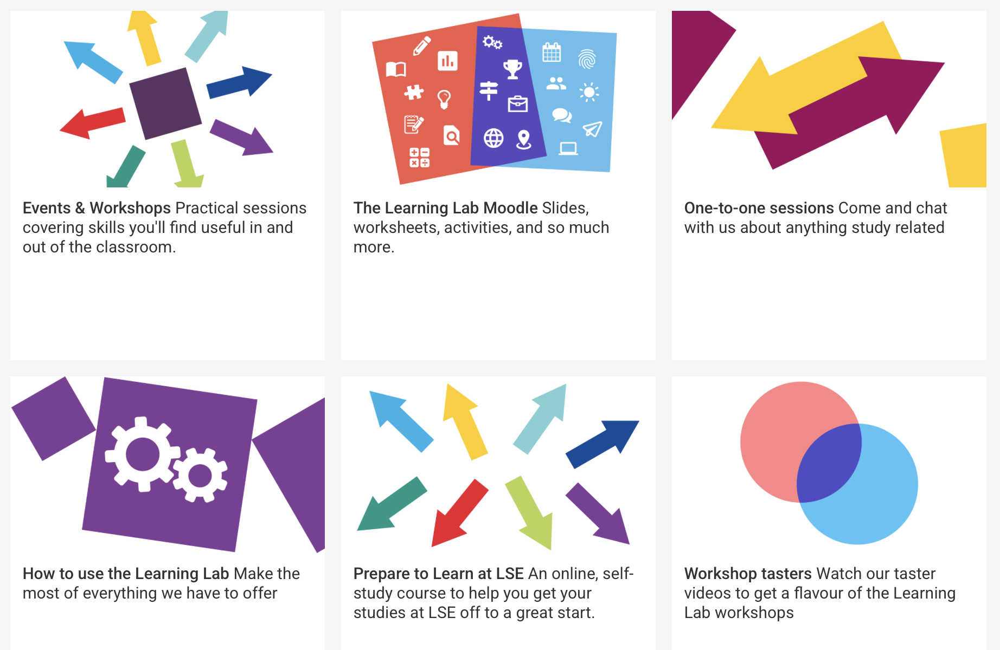 Events & Workshops Practical sessions
covering skills you'll find useful in and
out of the classroom.
The Learning Lab Moodle Slides,
worksheets, activities, and so much
more.
One-to-one sessions Come and chat
with us about anything study related
How to use the Learning Lab Make the
most of everything we have to offer
Prepare to Learn at LSE An online, self-
study course to help you get your
studies at LSE off to a great start.
Workshop tasters Watch our taster
videos to get a flavour of the Learning
Lab workshops